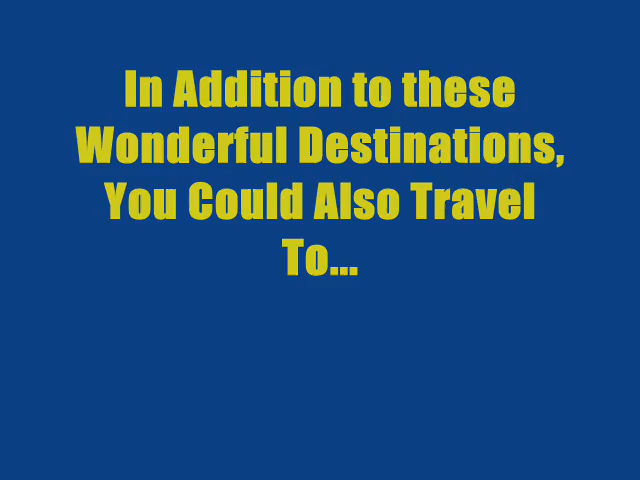 In Addition to these
Wonderful Destinations,
You Could Also Travel
To...